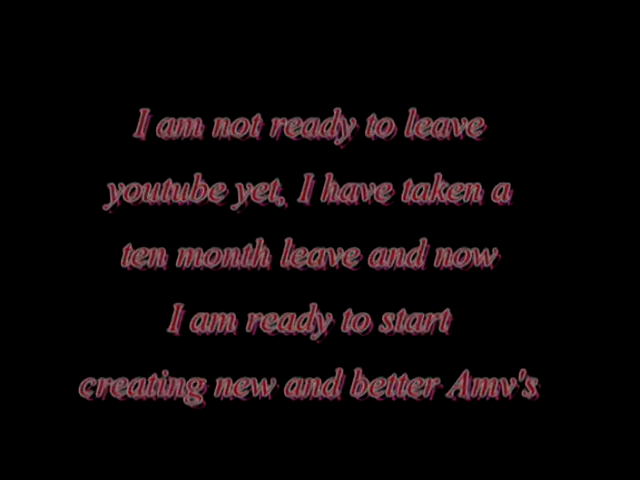 I am not ready to leave
youtube yet, I have taken a
ten month leave and now
I am ready to start
creating new and better Amv's